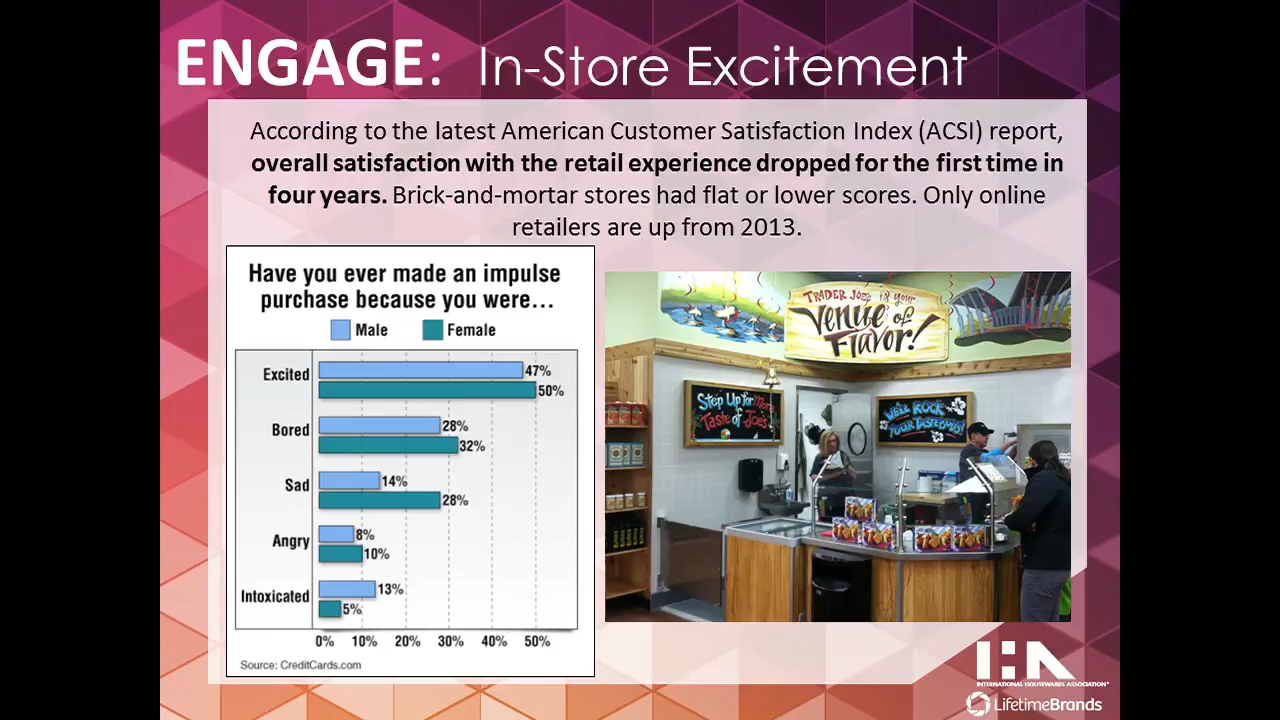 ENGAGE: In-Store Excitement
According to the latest American Customer Satisfaction Index (ACSI) report,
overall satisfaction with the retail experience dropped for the first time in
four years. Brick-and-mortar stores had flat or lower scores. Only online
retailers are up from 2013.
Have you ever made an impulse
purchase because you were...
Male Female
Excited 47%
50%
Bored 28%
32%
Sad 14%
28%
Angry 8%
10%
Intoxicated 13%
5%
0% 10% 20% 30% 40% 50%
Source: CreditCards.com
TRADER JOE'S is your
Venue of
Flavor!
Step Up for More
Taste of Joe's
WE'LL ROCK
YOUR TASTEBUDS!
IHA
INTERNATIONAL HOUSEWARES ASSOCIATION
LifetimeBrands